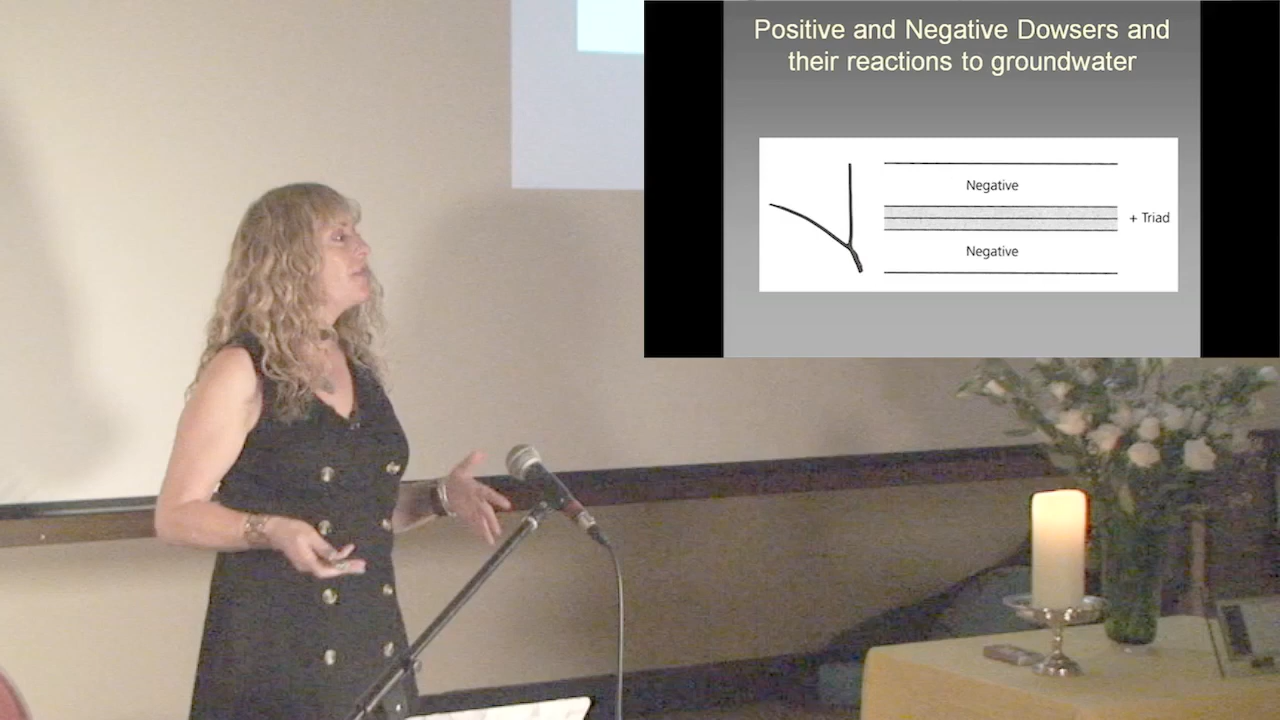 Positive and Negative Dowsers and
their reactions to groundwater
Negative
+ Triad
Negative